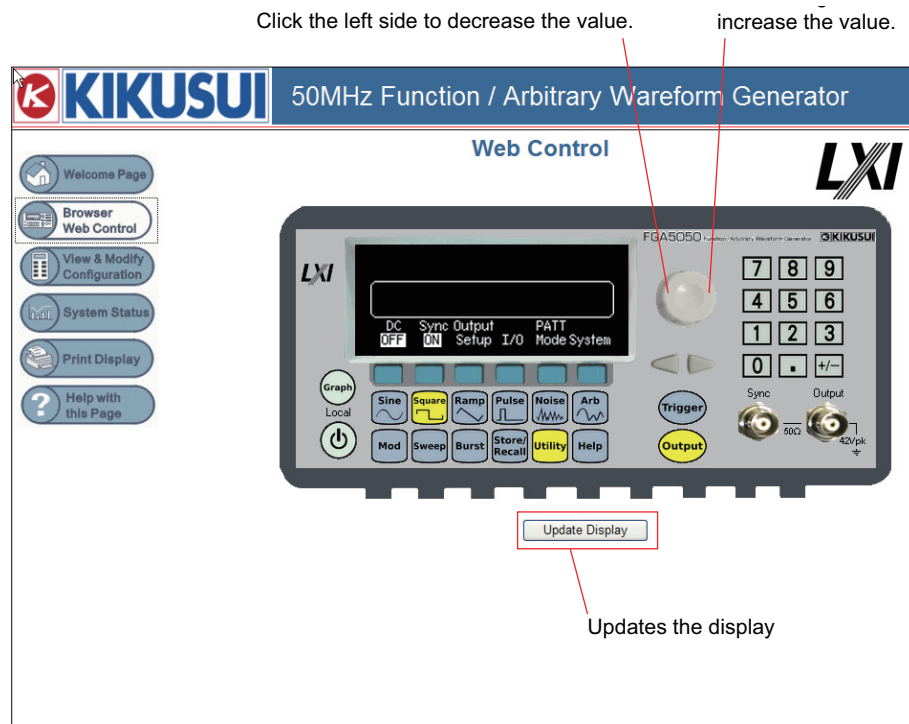 Click the left side to decrease the value.
increase the value.
KIKUSUI
50MHz Function / Arbitrary Wareform Generator
Web Control
LXI
Welcome Page
Browser
Web Control
View & Modify
Configuration
System Status
Print Display
Help with
this Page
FGA5050 Function / Arbitrary Waveform Generator KIKUSUI
LXI
DC Sync Output PATT
OFF ON Setup I/O Mode System
7 8 9
4 5 6
1 2 3
0 . +/−
Graph
Local
Sine Square Ramp Pulse Noise Arb
Mod Sweep Burst Store/
Recall Utility Help
Trigger
Output
Sync Output
50Ω
42Vpk
Update Display
Updates the display